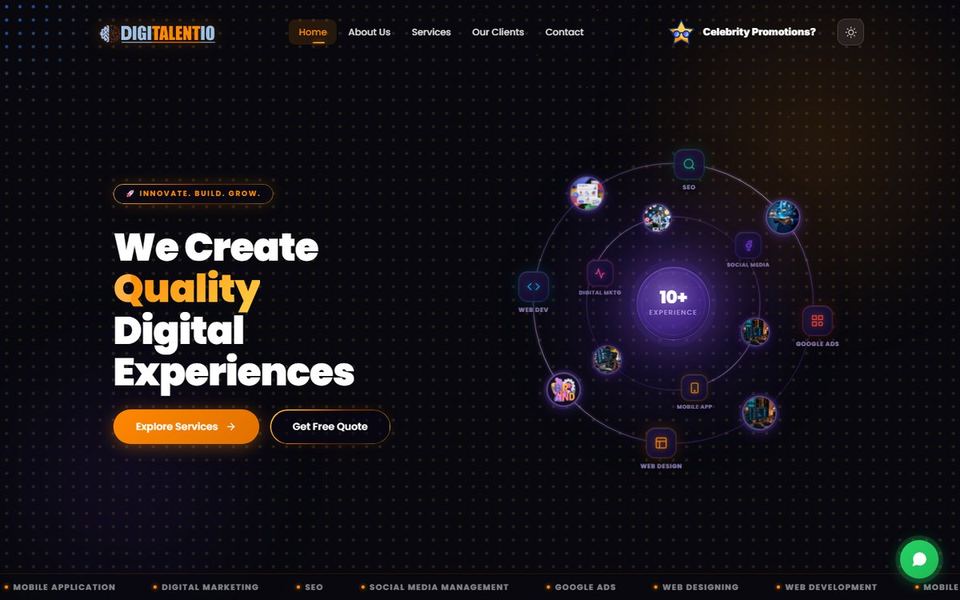 DIGITALENTIO
Home
About Us
Services
Our Clients
Contact
Celebrity Promotions?
INNOVATE. BUILD. GROW.
We Create
Quality
Digital
Experiences
Explore Services
Get Free Quote
SEO
SOCIAL MEDIA
DIGITAL MKTG
WEB DEV
10+
EXPERIENCE
GOOGLE ADS
MOBILE APP
WEB DESIGN
MOBILE APPLICATION
DIGITAL MARKETING
SEO
SOCIAL MEDIA MANAGEMENT
GOOGLE ADS
WEB DESIGNING
WEB DEVELOPMENT
MOBILE